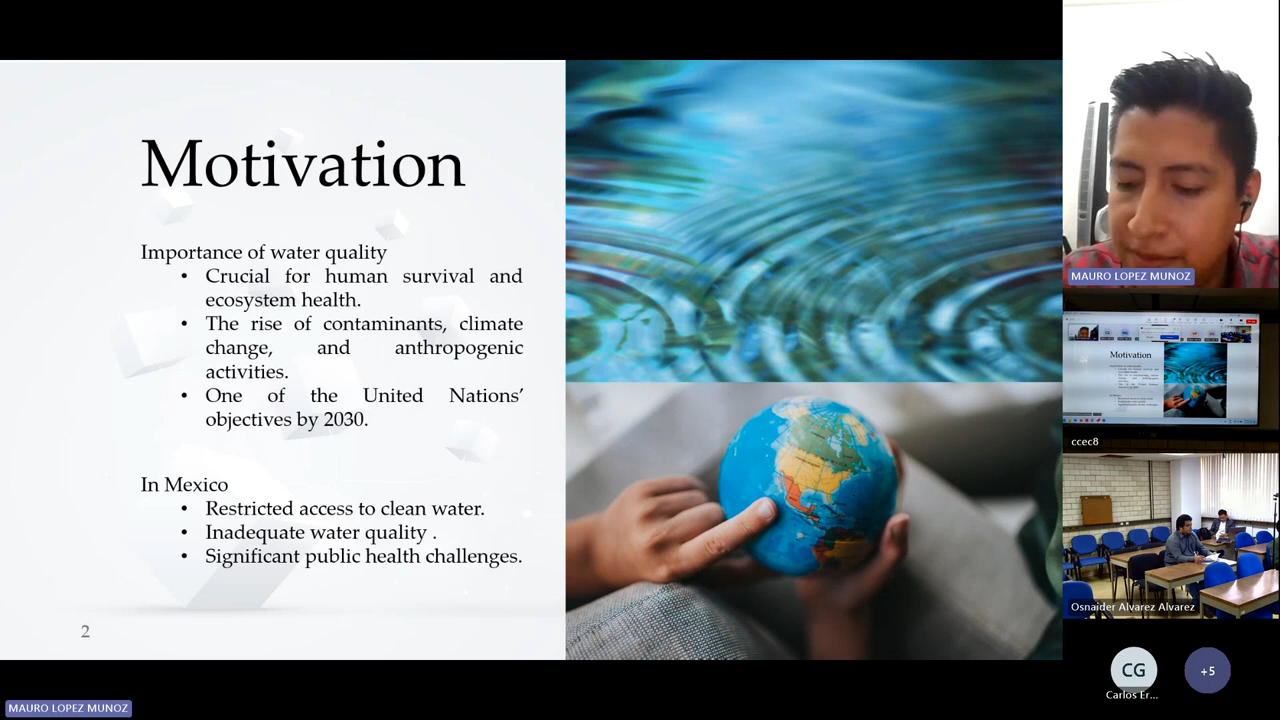 Motivation
Importance of water quality
• Crucial for human survival and
ecosystem health.
• The rise of contaminants, climate
change, and anthropogenic
activities.
• One of the United Nations’
objectives by 2030.
In Mexico
• Restricted access to clean water.
• Inadequate water quality .
• Significant public health challenges.
2
MAURO LOPEZ MUNOZ
MAURO LOPEZ MUNOZ
Motivation
ccec8
Osnaider Alvarez Alvarez
CG
+5
Carlos Er...